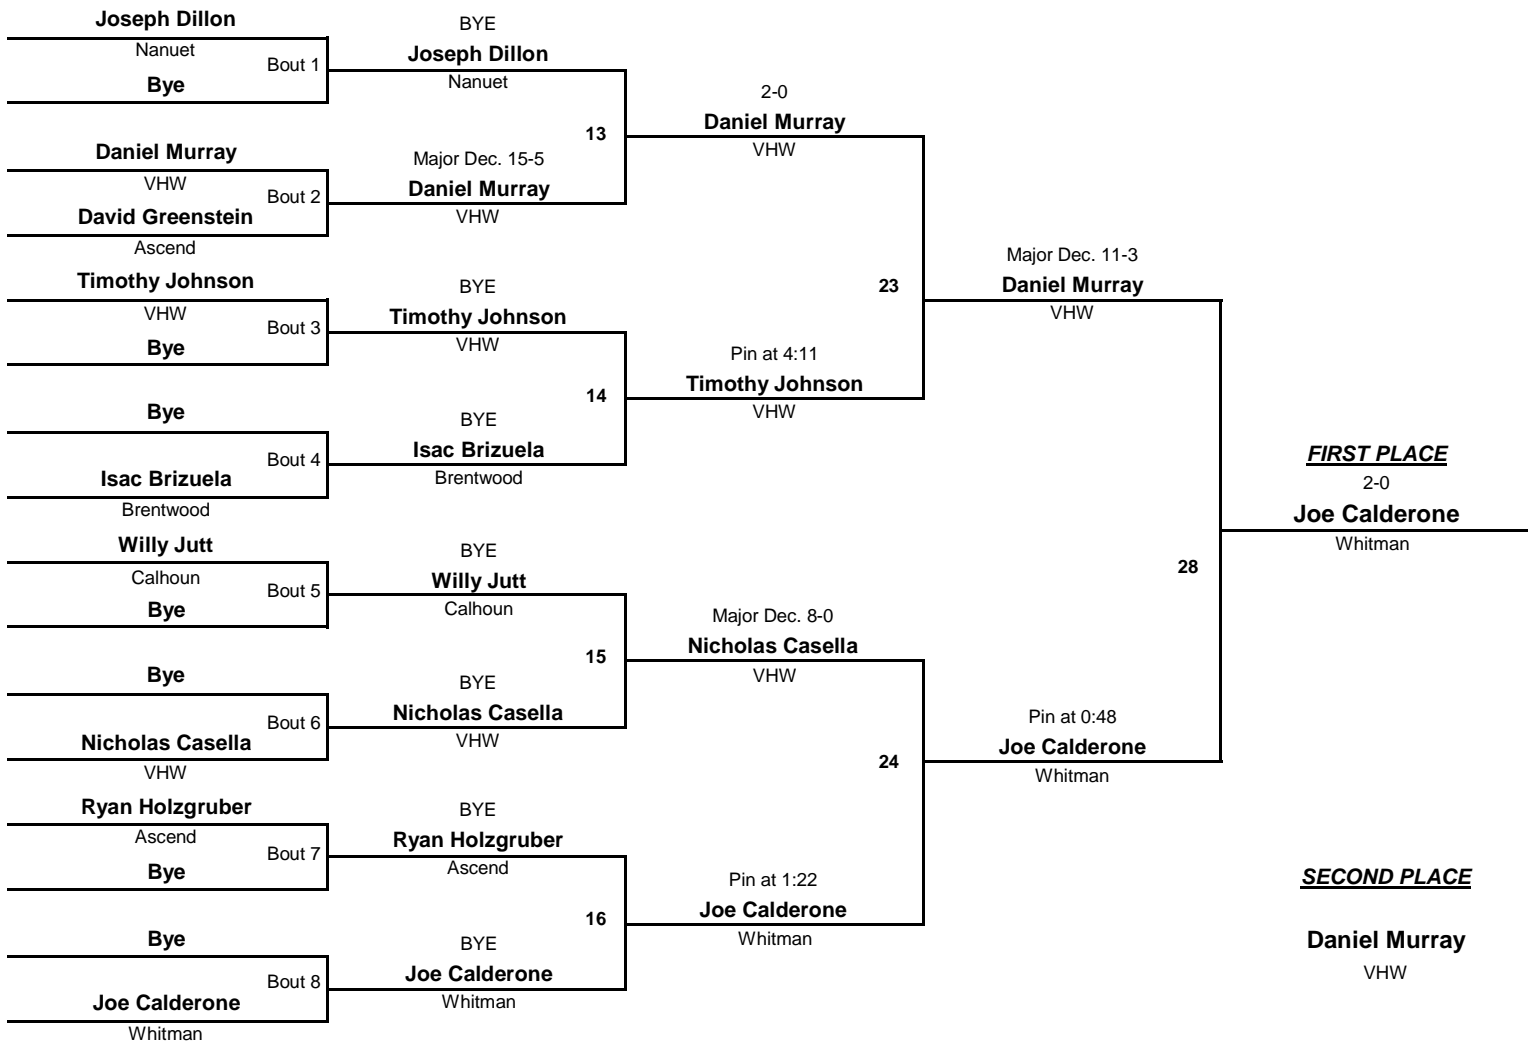 Joseph Dillon
Nanuet
Bout 1
Bye
Daniel Murray
VHW
Bout 2
David Greenstein
Ascend
Timothy Johnson
VHW
Bout 3
Bye
Bye
Bout 4
Isac Brizuela
Brentwood
Willy Jutt
Calhoun
Bout 5
Bye
Bye
Bout 6
Nicholas Casella
VHW
Ryan Holzgruber
Ascend
Bout 7
Bye
Bye
Bout 8
Joe Calderone
Whitman
BYE
Joseph Dillon
Nanuet
13
Major Dec. 15-5
Daniel Murray
VHW
BYE
Timothy Johnson
VHW
14
BYE
Isac Brizuela
Brentwood
BYE
Willy Jutt
Calhoun
15
BYE
Nicholas Casella
VHW
BYE
Ryan Holzgruber
Ascend
16
BYE
Joe Calderone
Whitman
2-0
Daniel Murray
VHW
23
Pin at 4:11
Timothy Johnson
VHW
Major Dec. 8-0
Nicholas Casella
VHW
24
Pin at 1:22
Joe Calderone
Whitman
Major Dec. 11-3
Daniel Murray
VHW
28
Pin at 0:48
Joe Calderone
Whitman
FIRST PLACE
2-0
Joe Calderone
Whitman
SECOND PLACE
Daniel Murray
VHW